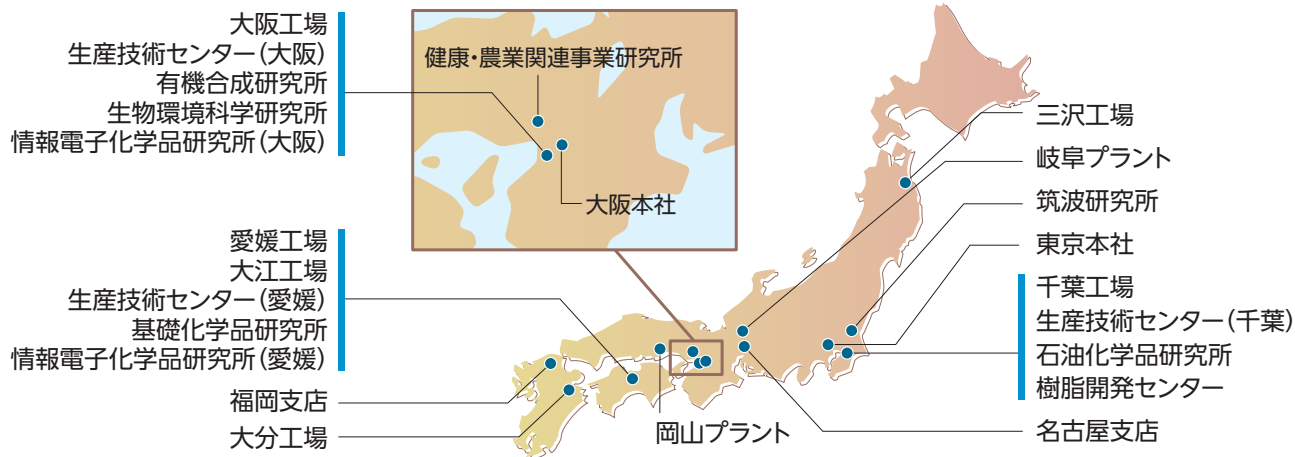 大阪工場
生産技術センター(大阪)
有機合成研究所
生物環境科学研究所
情報電子化学品研究所(大阪)
健康・農業関連事業研究所
大阪本社
愛媛工場
大江工場
生産技術センター(愛媛)
基礎化学品研究所
情報電子化学品研究所(愛媛)
福岡支店
大分工場
岡山プラント
三沢工場
岐阜プラント
筑波研究所
東京本社
千葉工場
生産技術センター(千葉)
石油化学品研究所
樹脂開発センター
名古屋支店